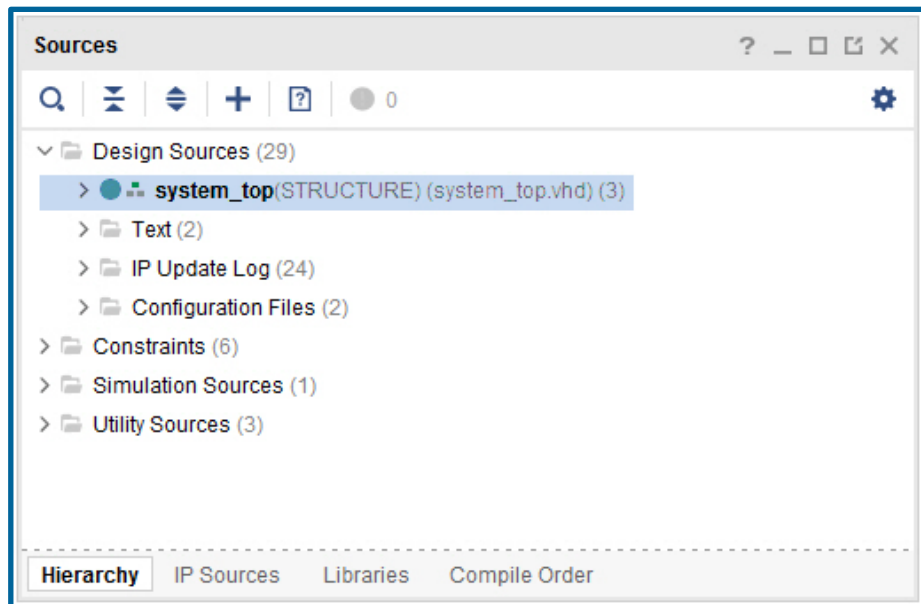 Sources
0
Design Sources (29)
system_top(STRUCTURE) (system_top.vhd) (3)
Text (2)
IP Update Log (24)
Configuration Files (2)
Constraints (6)
Simulation Sources (1)
Utility Sources (3)
Hierarchy IP Sources Libraries Compile Order